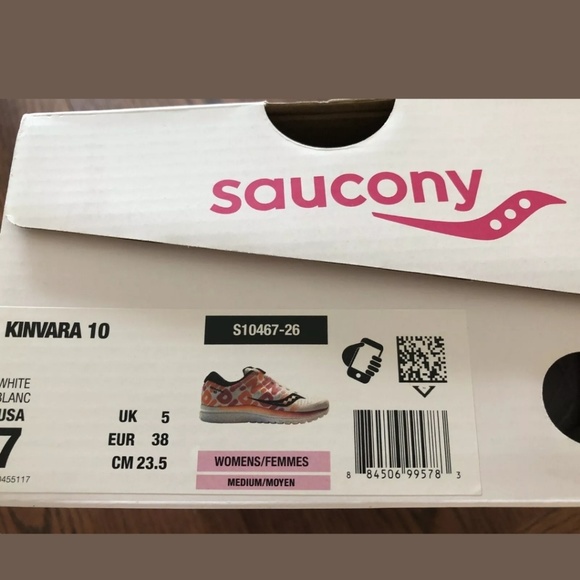 saucony
KINVARA 10
S10467-26
WHITE
BLANC
USA
7
UK 5
EUR 38
CM 23.5
WOMENS/FEMMES
MEDIUM/MOYEN
0455117
8 84506 99578 3